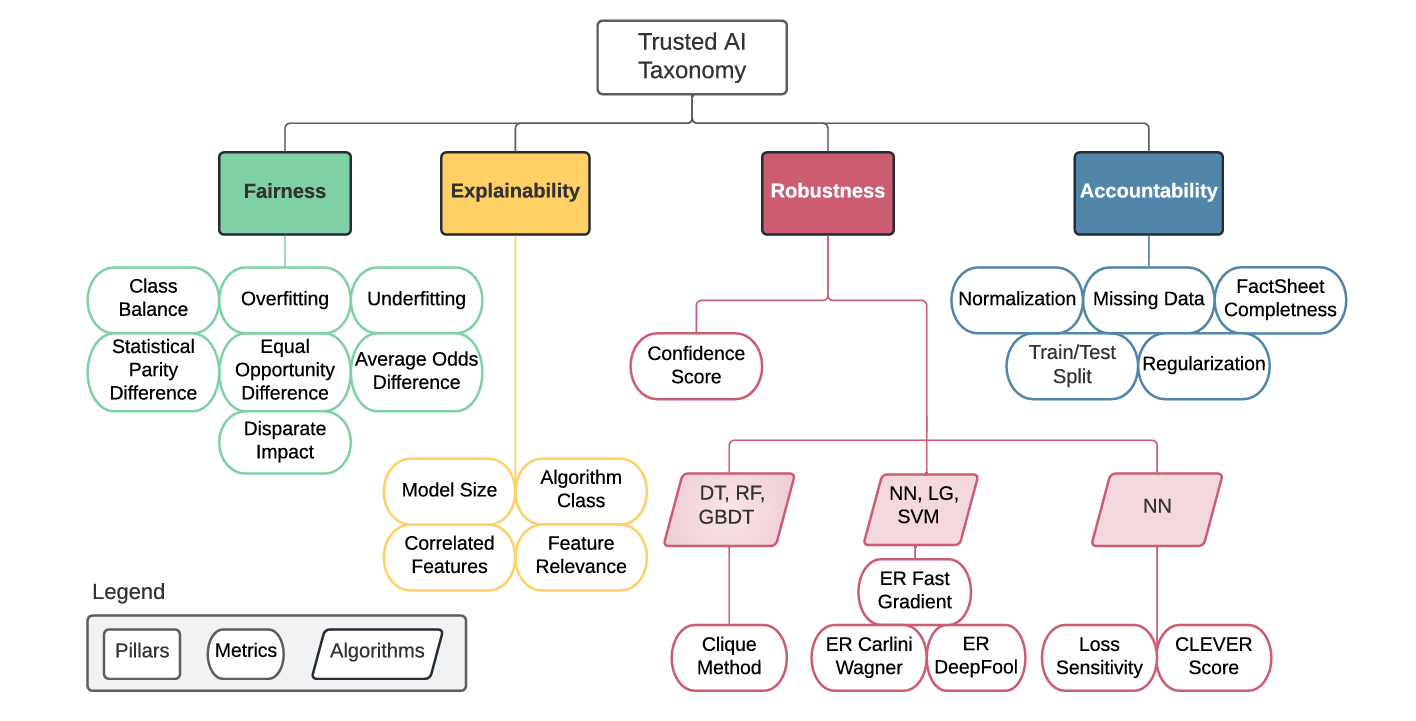 Trusted AI
Taxonomy
Fairness
Explainability
Robustness
Accountability
Class
Balance
Overfitting
Underfitting
Statistical
Parity
Difference
Equal
Opportunity
Difference
Average Odds
Difference
Disparate
Impact
Model Size
Algorithm
Class
Correlated
Features
Feature
Relevance
Confidence
Score
DT, RF,
GBDT
NN, LG,
SVM
NN
Clique
Method
ER Fast
Gradient
ER Carlini
Wagner
ER
DeepFool
Loss
Sensitivity
CLEVER
Score
Normalization
Missing Data
FactSheet
Completness
Train/Test
Split
Regularization
Legend
Pillars
Metrics
Algorithms